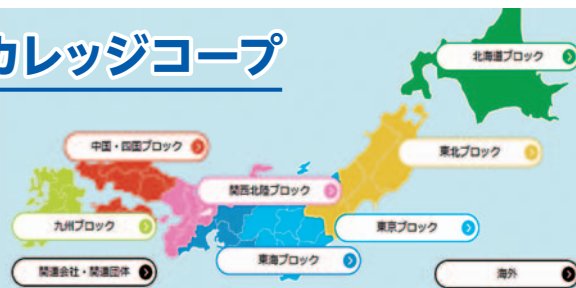 カレッジコープ
北海道ブロック
中国・四国ブロック
東北ブロック
関西北陸ブロック
九州ブロック
東京ブロック
東海ブロック
関連会社・関連団体
海外